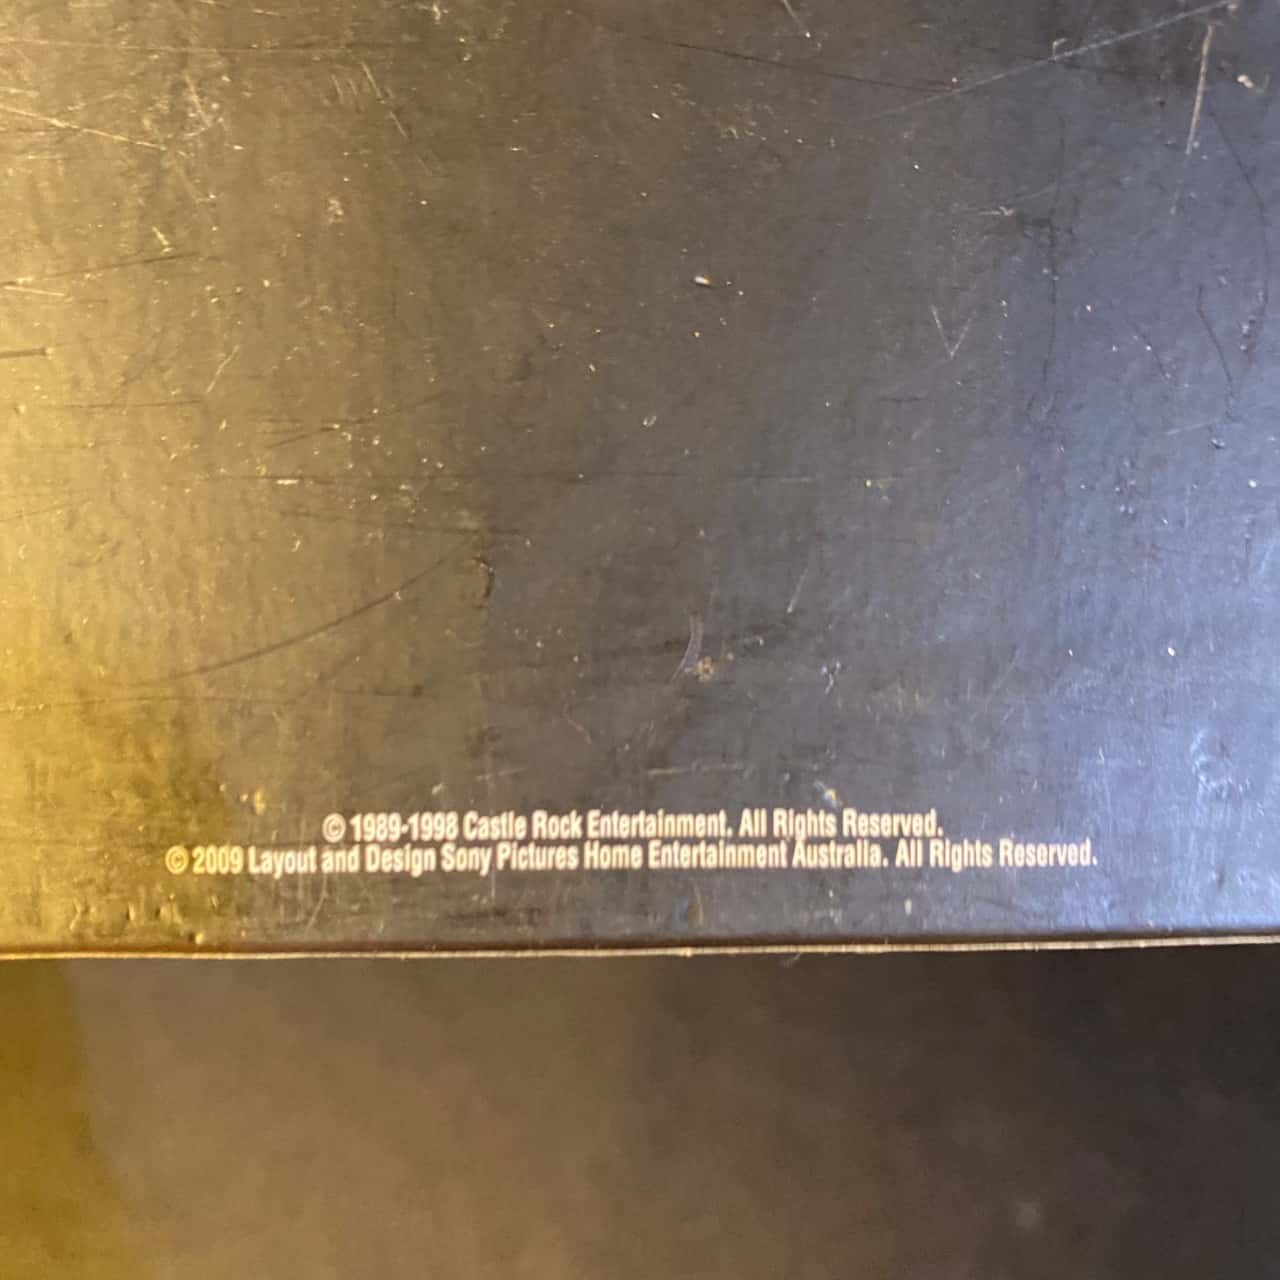 © 1989-1998 Castle Rock Entertainment. All Rights Reserved.
© 2009 Layout and Design Sony Pictures Home Entertainment Australia. All Rights Reserved.